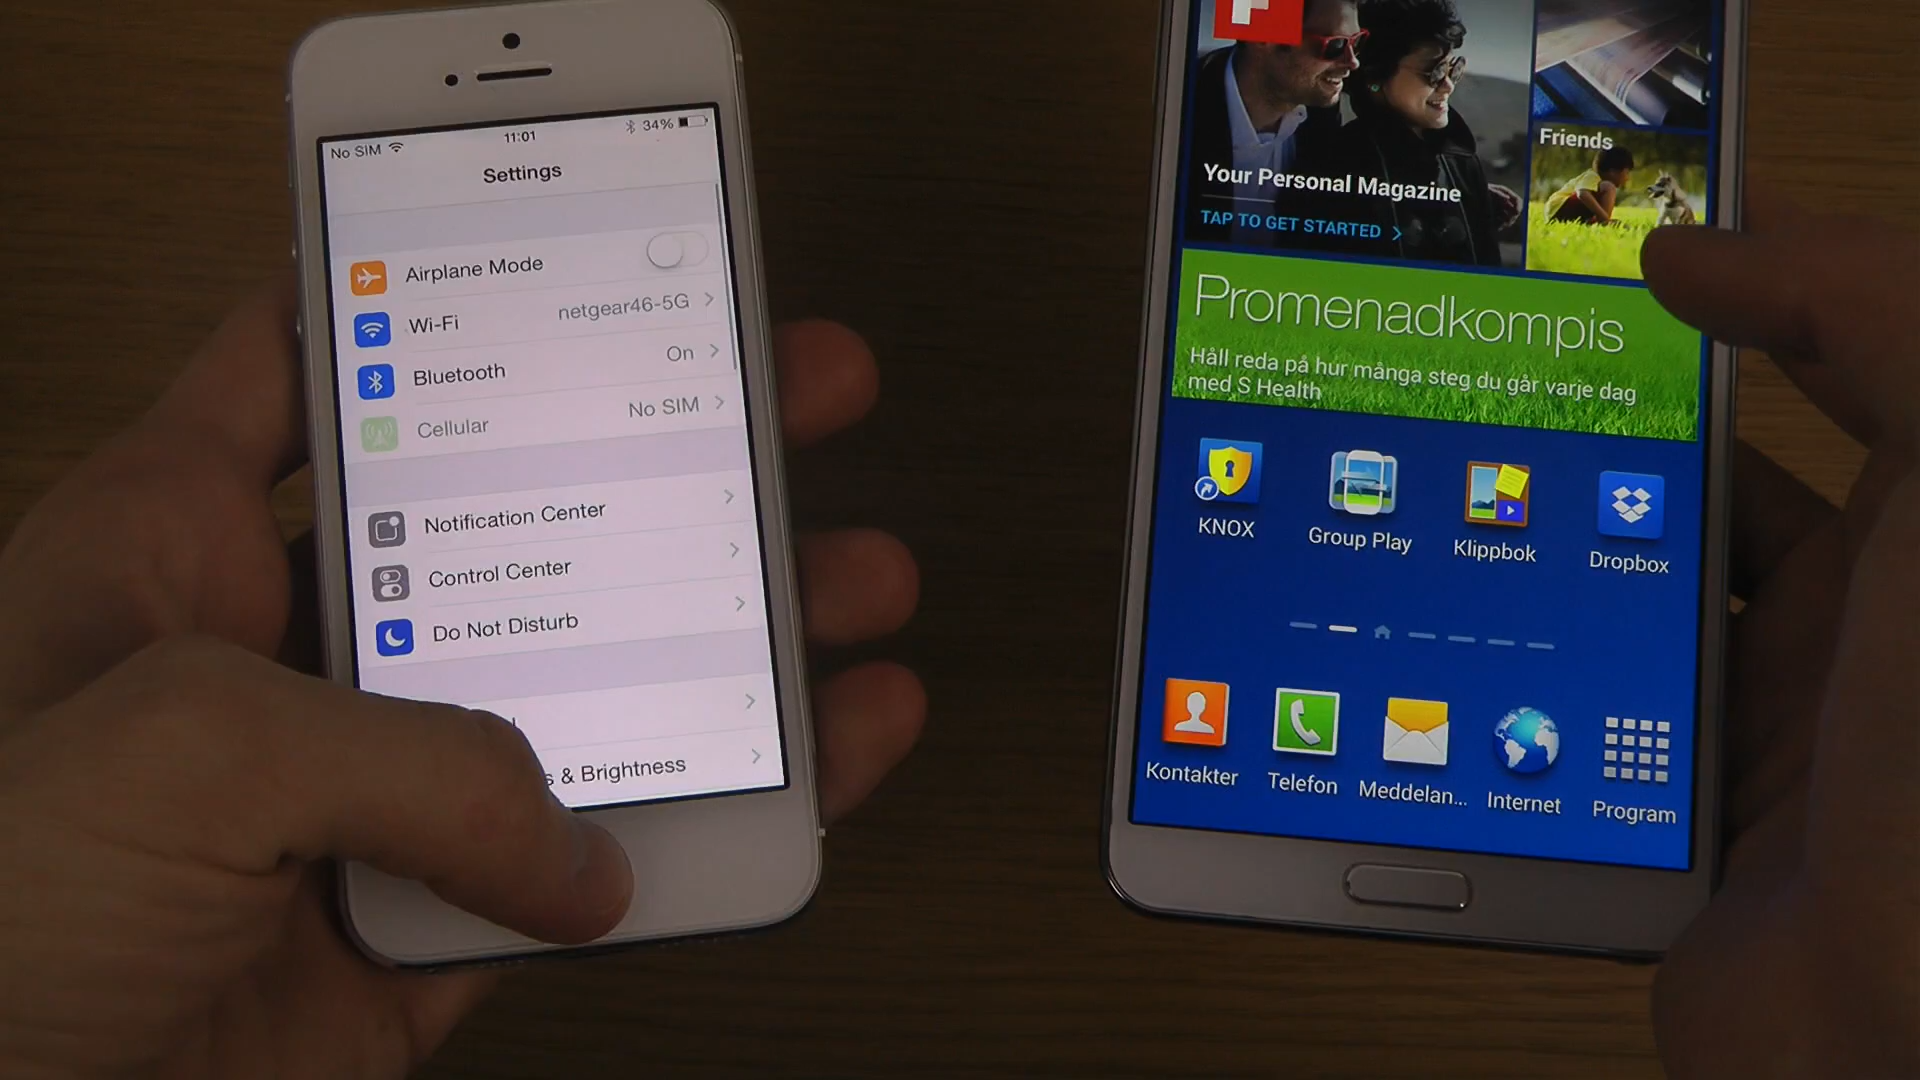 No SIM
11:01
34%
Settings
Airplane Mode
Wi-Fi
netgear46-5G
Bluetooth
On
Cellular
No SIM
Notification Center
Control Center
Do Not Disturb
& Brightness
Your Personal Magazine
TAP TO GET STARTED
Friends
Promenadkompis
Håll reda på hur många steg du går varje dag
med S Health
KNOX
Group Play
Klippbok
Dropbox
Kontakter
Telefon
Meddelan...
Internet
Program